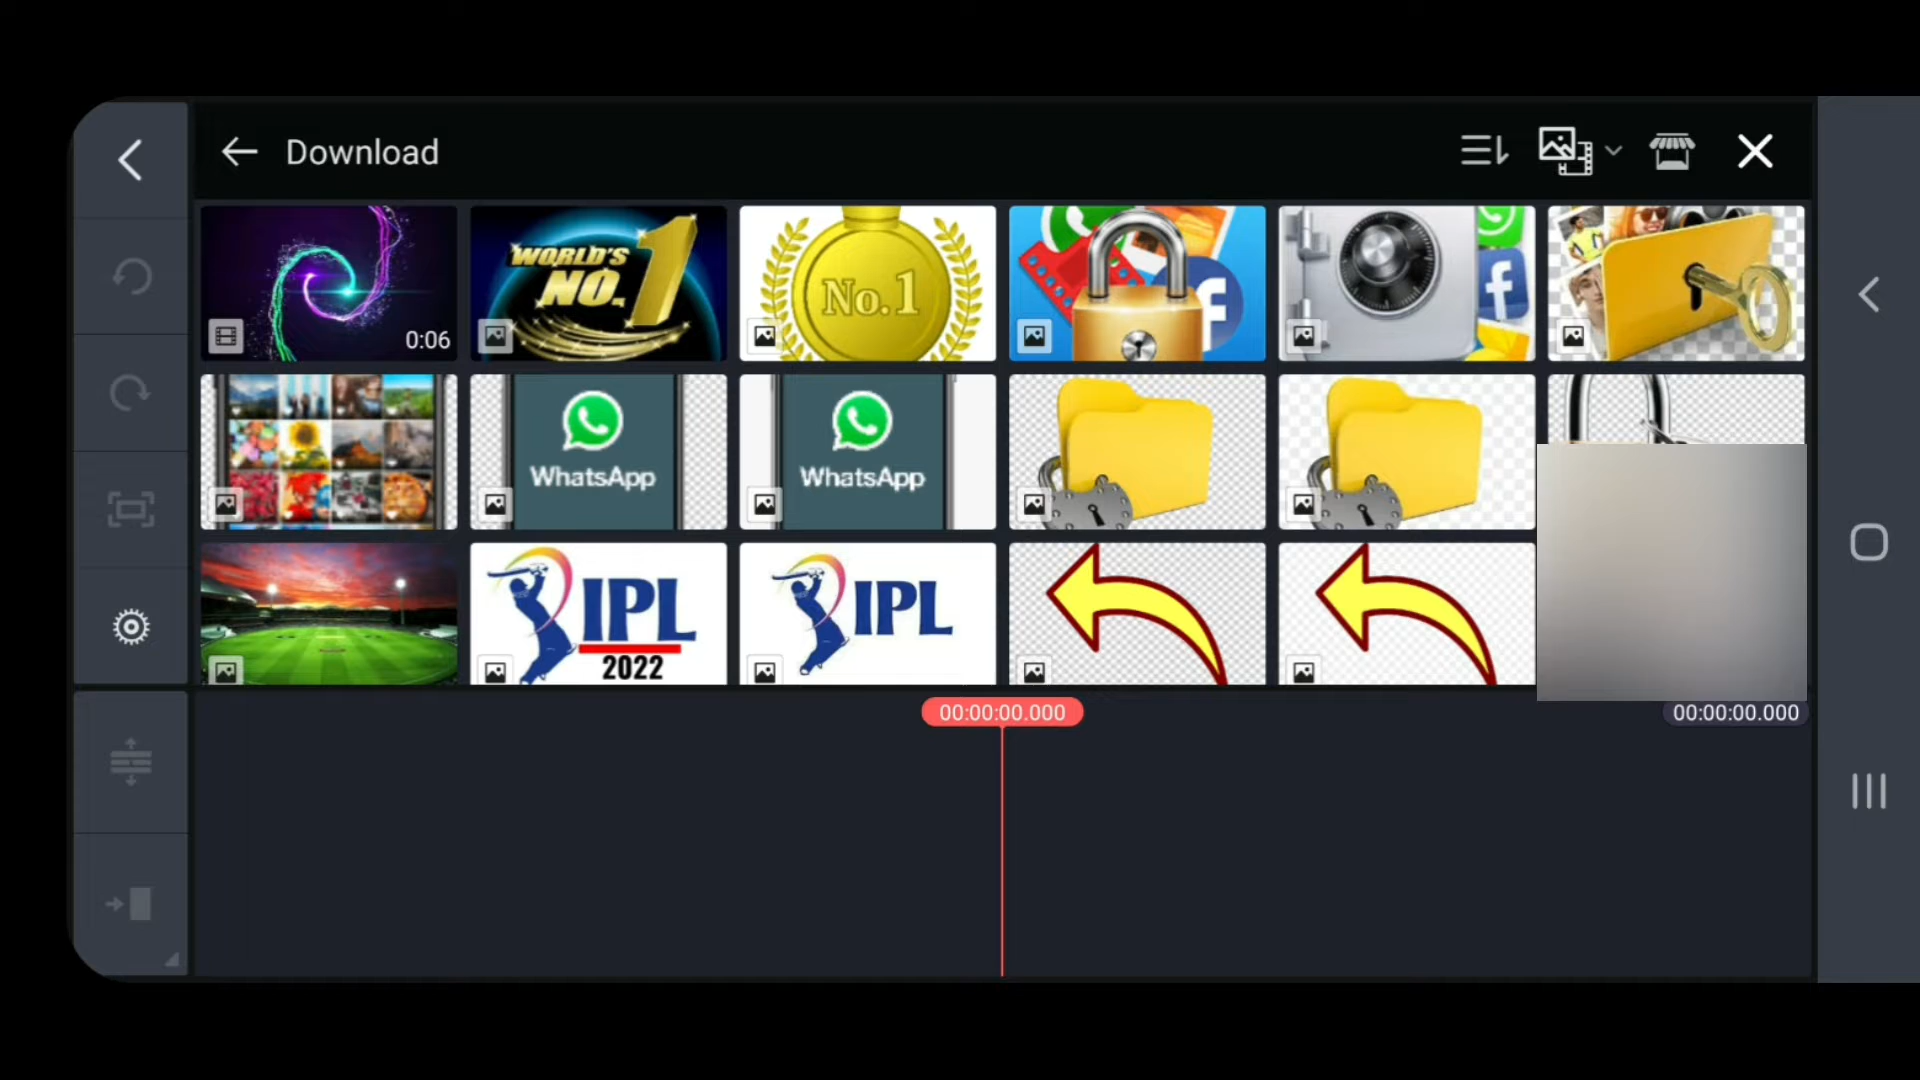 Download
0:06
WORLD'S
NO. 1
No.1
WhatsApp
WhatsApp
IPL
2022
IPL
00:00:00.000
00:00:00.000